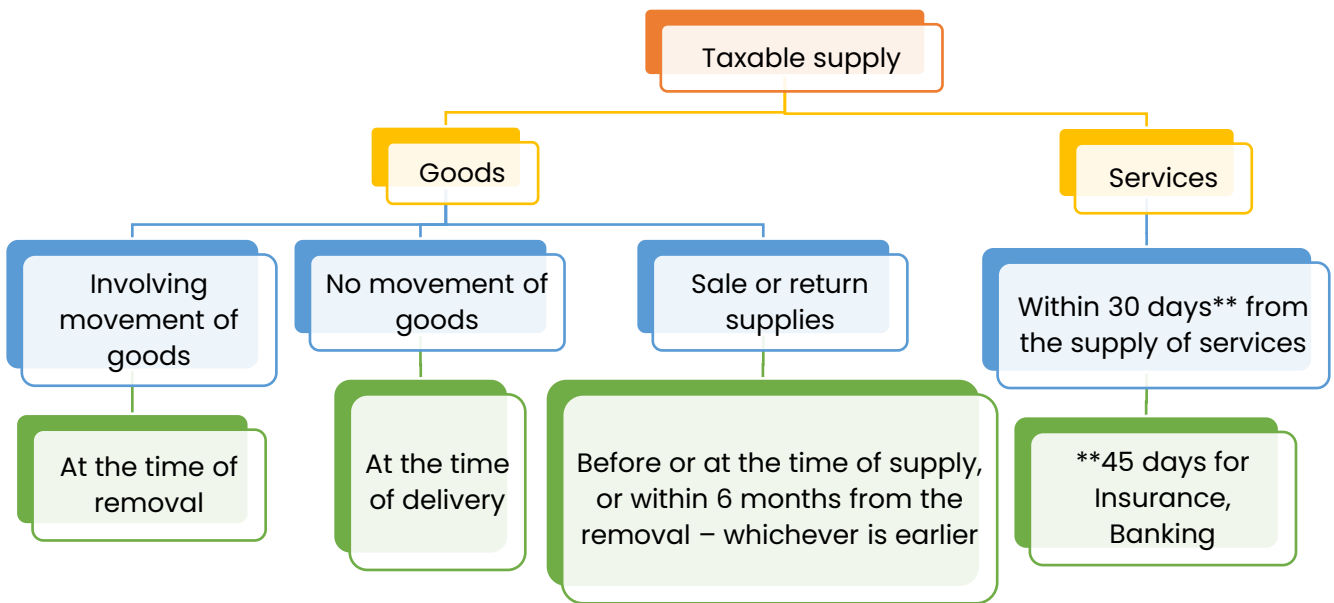 Taxable supply
Goods
Services
Involving
movement of
goods
No movement of
goods
Sale or return
supplies
Within 30 days** from
the supply of services
At the time of
removal
At the time
of delivery
Before or at the time of supply,
or within 6 months from the
removal – whichever is earlier
**45 days for
Insurance,
Banking